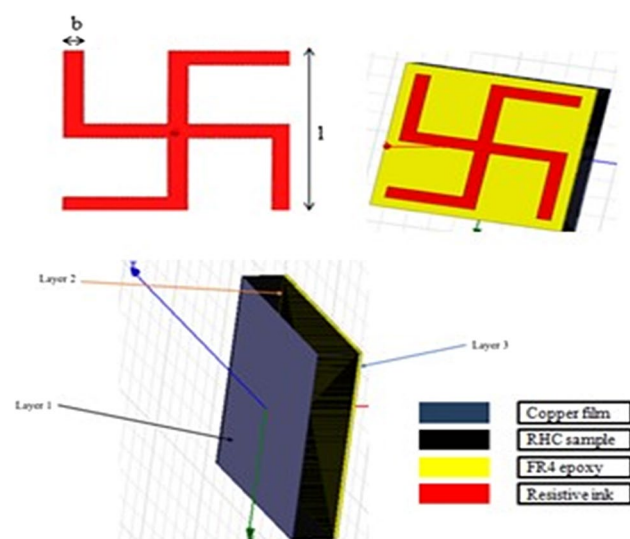 b
l
Layer 2
Layer 3
Layer 1
Copper film
RHC sample
FR4 epoxy
Resistive ink